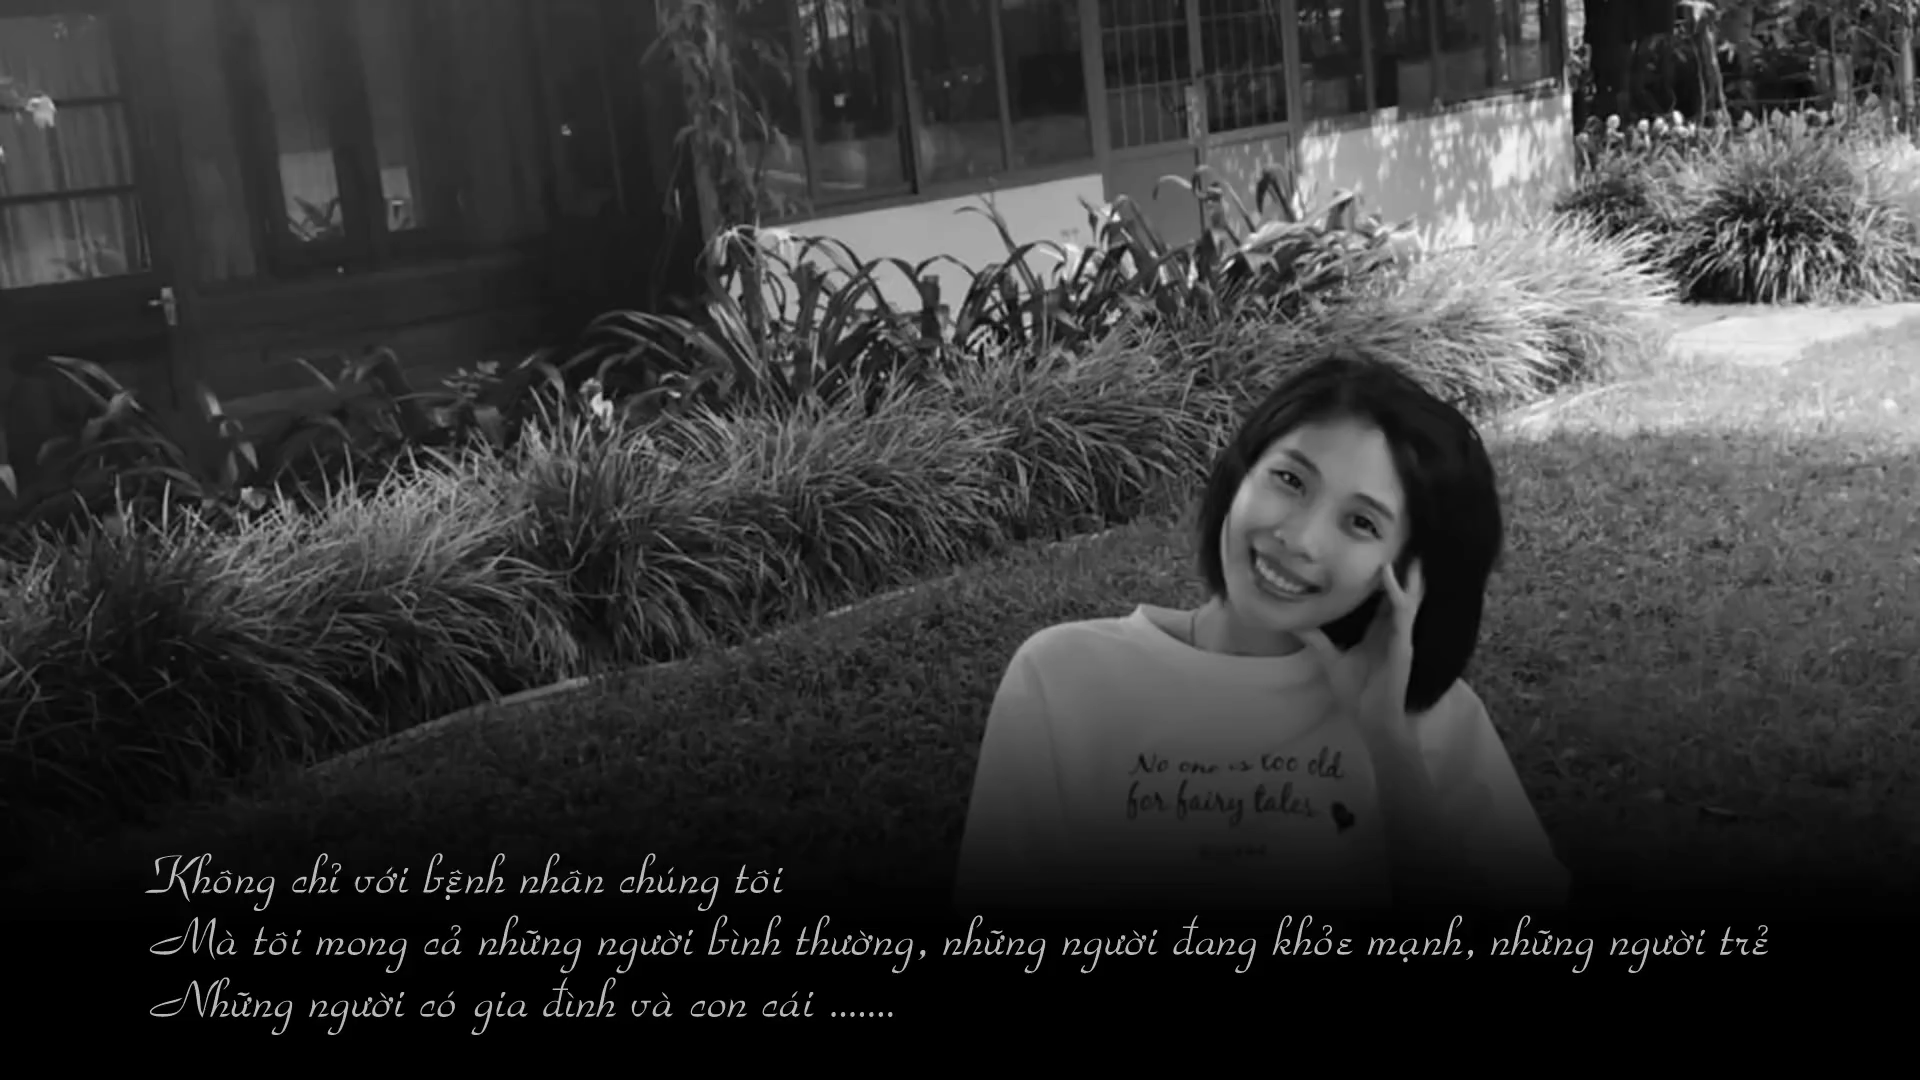 No one is too old
for fairy tales
Không chỉ với bệnh nhân chúng tôi
Mà tôi mong cả những người bình thường, những người đang khỏe mạnh, những người trẻ
Những người có gia đình và con cái .......